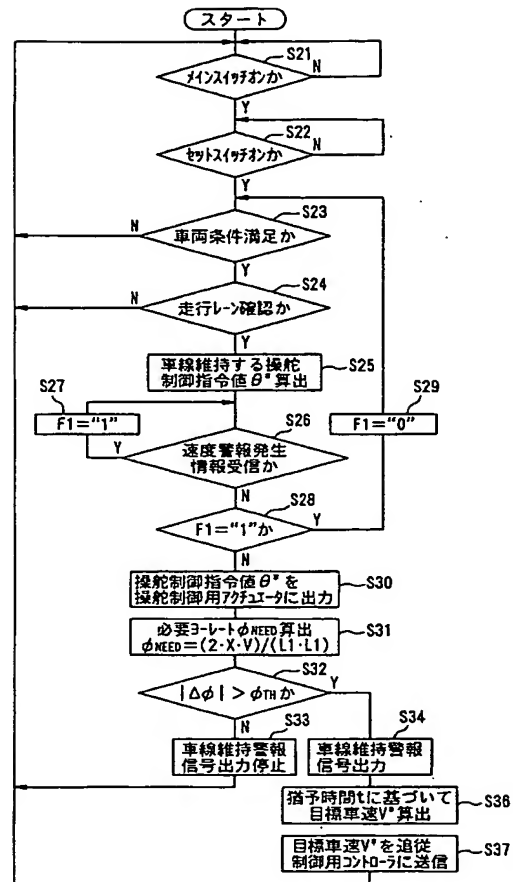 スタート
S21
メインスイッチオンか
N
Y
S22
セットスイッチオンか
N
Y
S23
N
車両条件満足か
Y
S24
N
走行レーン確認か
Y
車線維持する操舵
制御指令値θ*算出
S25
S27
F1="1"
S26
S29
F1="0"
Y
速度警報発生
情報受信か
N
S28
F1="1"か
Y
N
操舵制御指令値θ*を
操舵制御用アクチュエータに出力
S30
必要ヨーレートφNEED算出
φNEED=(2·X·V)/(L1·L1)
S31
S32
|Δφ|>φTHか
Y
N
S33
車線維持警報
信号出力停止
S34
車線維持警報
信号出力
猶予時間tに基づいて
目標車速V*算出
S36
目標車速V*を追従
制御用コントローラに送信
S37